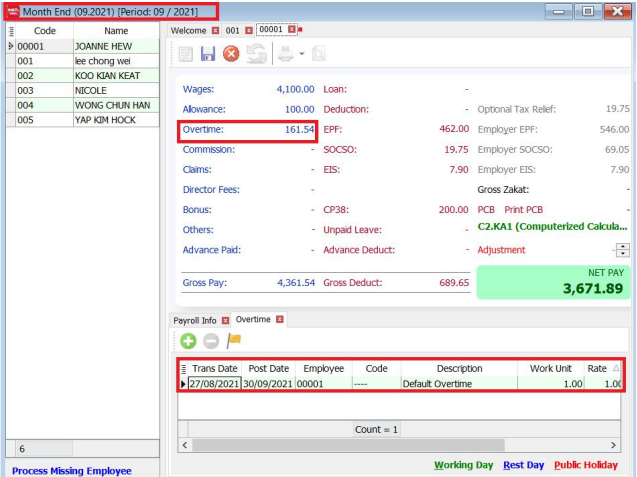 Month End (09.2021) [Period: 09 / 2021]
Code Name
00001 JOANNE HEW
001 lee chong wei
002 KOO KIAN KEAT
003 NICOLE
004 WONG CHUN HAN
005 YAP KIM HOCK
6
Process Missing Employee
Welcome 001 00001
Wages: 4,100.00 Loan: -
Allowance: 100.00 Deduction: - Optional Tax Relief: 19.75
Overtime: 161.54 EPF: 462.00 Employer EPF: 546.00
Commission: - SOCSO: 19.75 Employer SOCSO: 69.05
Claims: - EIS: 7.90 Employer EIS: 7.90
Director Fees: - Gross Zakat: -
Bonus: - CP38: 200.00 PCB Print PCB -
Others: - Unpaid Leave: - C2.KA1 (Computerized Calcula...
Advance Paid: - Advance Deduct: - Adjustment -
NET PAY
Gross Pay: 4,361.54 Gross Deduct: 689.65 3,671.89
Payroll Info Overtime
Trans Date Post Date Employee Code Description Work Unit Rate
27/08/2021 30/09/2021 00001 ---- Default Overtime 1.00 1.00
Count = 1
Working Day Rest Day Public Holiday